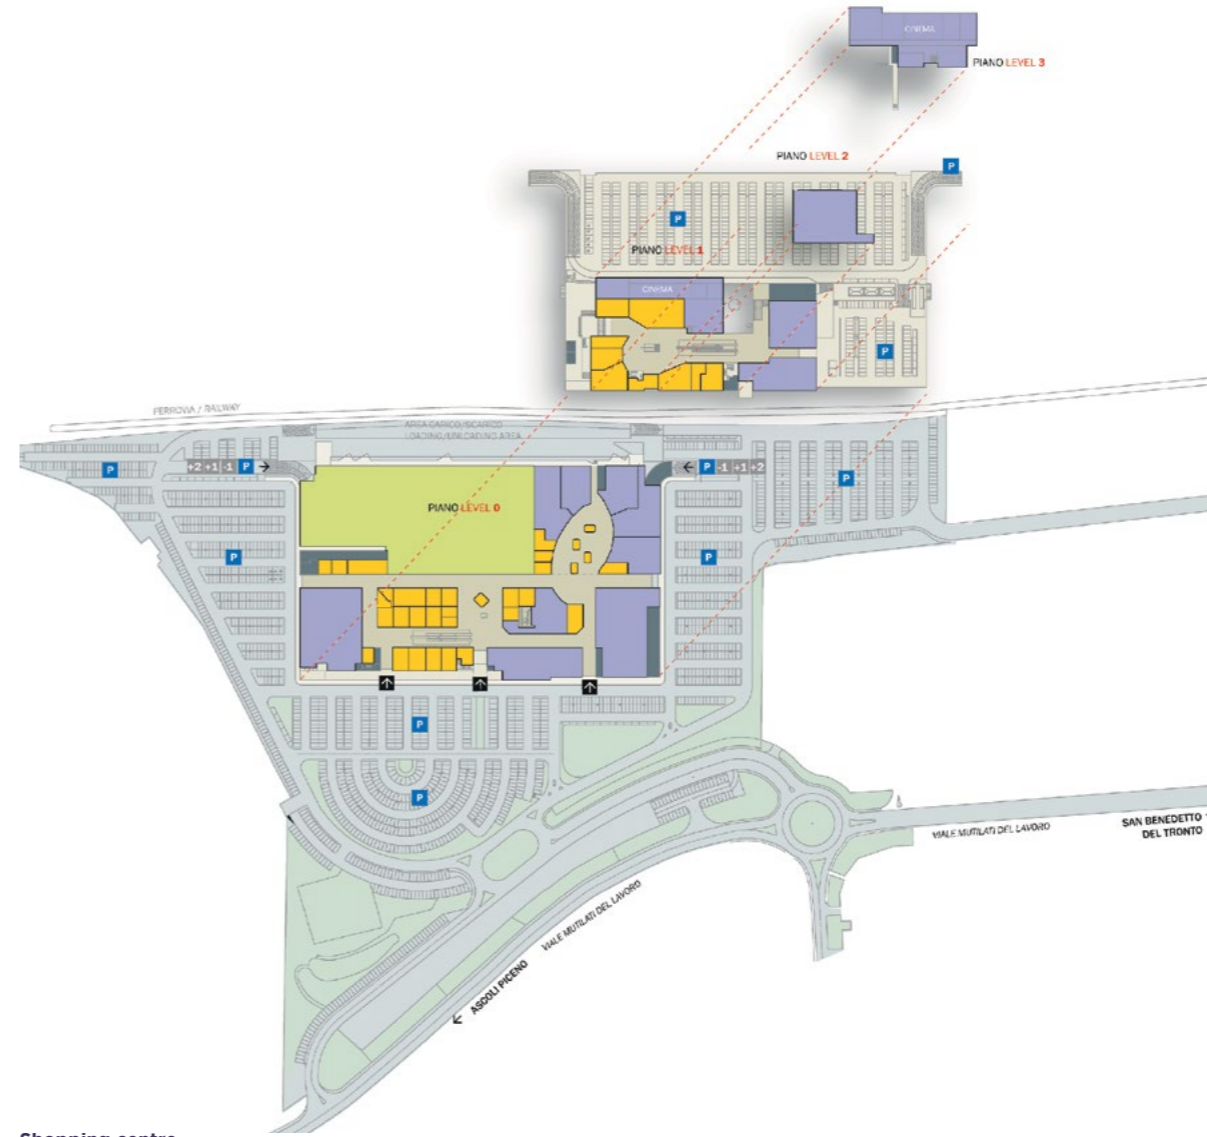 CINEMA
PIANO LEVEL 3
PIANO LEVEL 2
P
P
PIANO LEVEL 1
CINEMA
P
FERROVIA / RAILWAY
AREA CARICO/SCARICO
LOADING/UNLOADING AREA
P
+2 +1 -1 P
P -1 +1 +2
P
PIANO LEVEL 0
P
P
P
P
VIALE MUTILATI DEL LAVORO
SAN BENEDETTO
DEL TRONTO
VIALE MUTILATI DEL LAVORO
ASCOLI PICENO